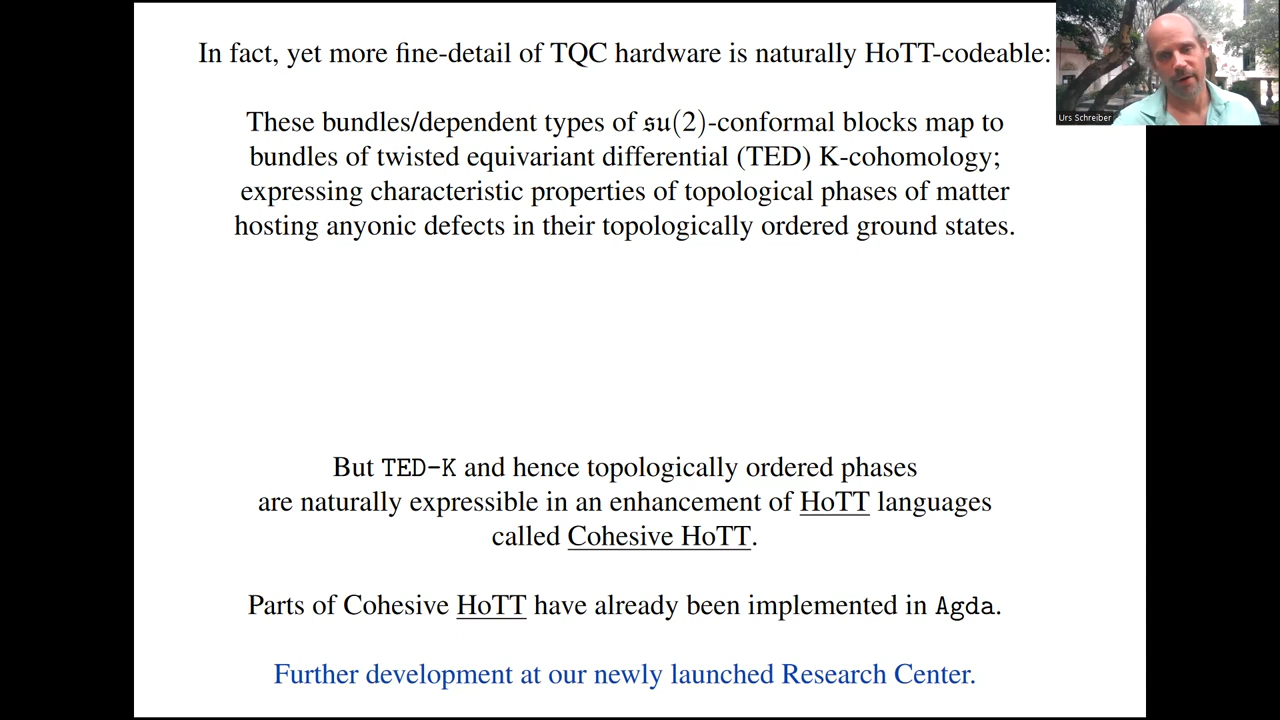 In fact, yet more fine-detail of TQC hardware is naturally HoTT-codeable:
Urs Schreiber
These bundles/dependent types of 𝔰𝔲(2)-conformal blocks map to
bundles of twisted equivariant differential (TED) K-cohomology;
expressing characteristic properties of topological phases of matter
hosting anyonic defects in their topologically ordered ground states.
But TED-K and hence topologically ordered phases
are naturally expressible in an enhancement of HoTT languages
called Cohesive HoTT.
Parts of Cohesive HoTT have already been implemented in Agda.
Further development at our newly launched Research Center.